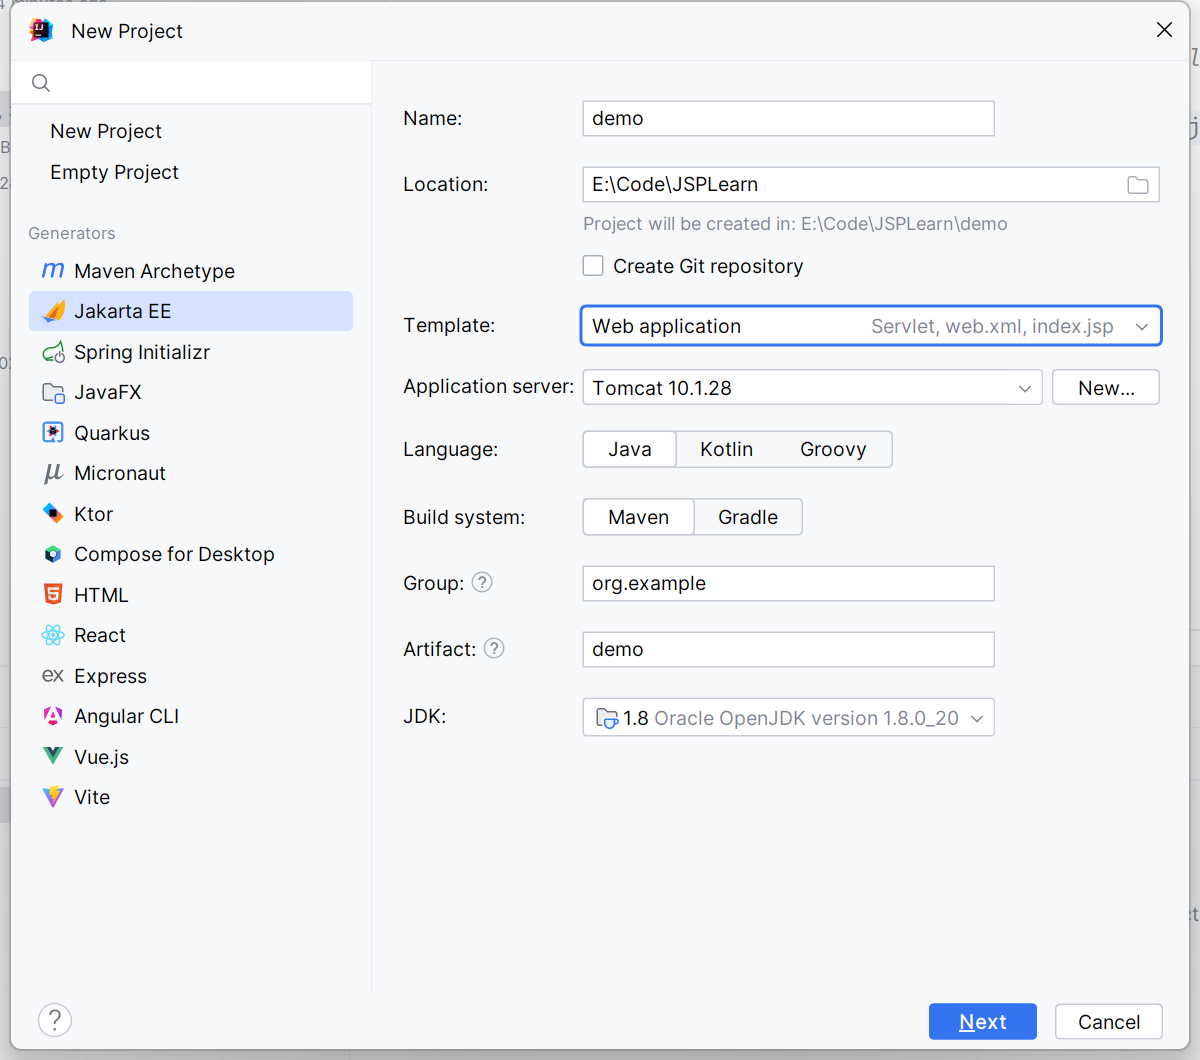 New Project
New Project
Empty Project
Generators
Maven Archetype
Jakarta EE
Spring Initializr
JavaFX
Quarkus
Micronaut
Ktor
Compose for Desktop
HTML
React
ex Express
Angular CLI
Vue.js
Vite
Name: demo
Location: E:\Code\JSPLearn
Project will be created in: E:\Code\JSPLearn\demo
Create Git repository
Template: Web application Servlet, web.xml, index.jsp
Application server: Tomcat 10.1.28 New...
Language: Java Kotlin Groovy
Build system: Maven Gradle
Group: ? org.example
Artifact: ? demo
JDK: 1.8 Oracle OpenJDK version 1.8.0_20
? Next Cancel